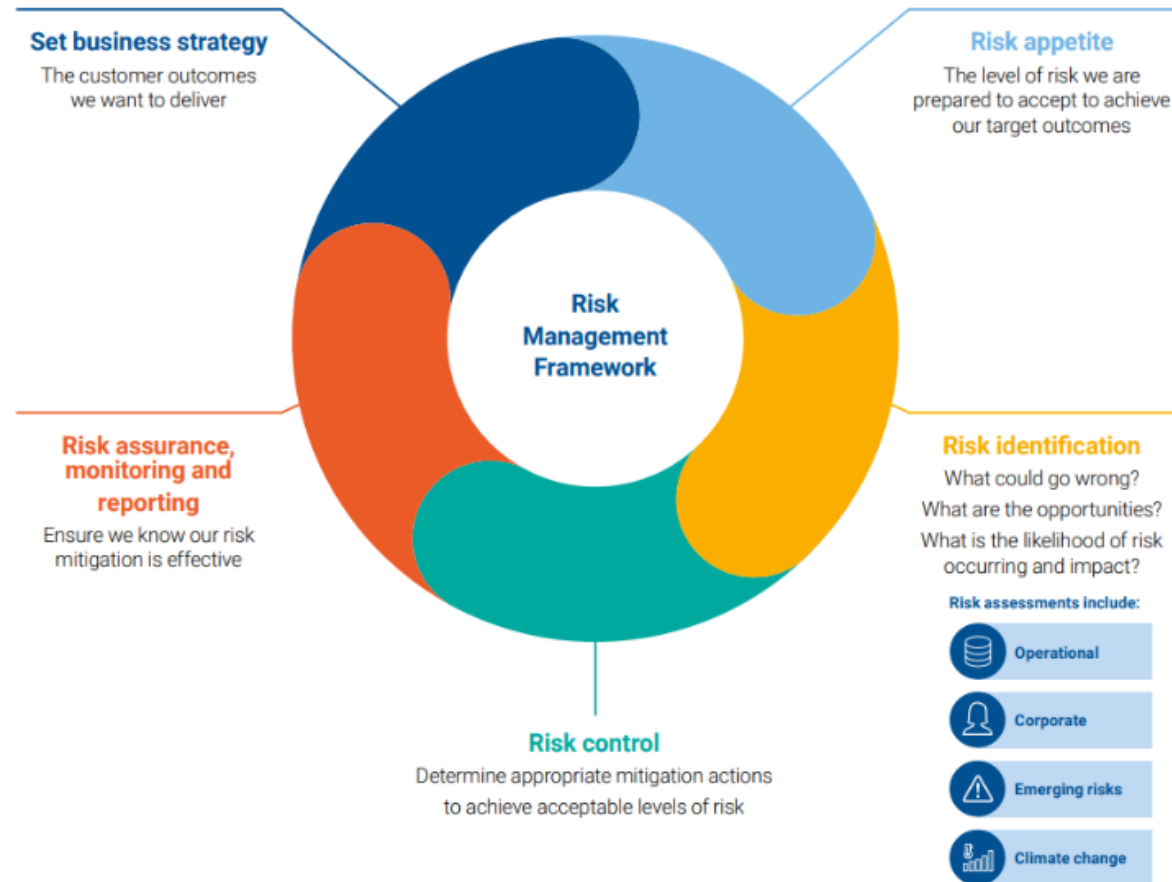 Set business strategy
The customer outcomes
we want to deliver
Risk appetite
The level of risk we are
prepared to accept to achieve
our target outcomes
Risk
Management
Framework
Risk assurance,
monitoring and
reporting
Ensure we know our risk
mitigation is effective
Risk identification
What could go wrong?
What are the opportunities?
What is the likelihood of risk
occurring and impact?
Risk assessments include:
Operational
Corporate
Emerging risks
Climate change
Risk control
Determine appropriate mitigation actions
to achieve acceptable levels of risk